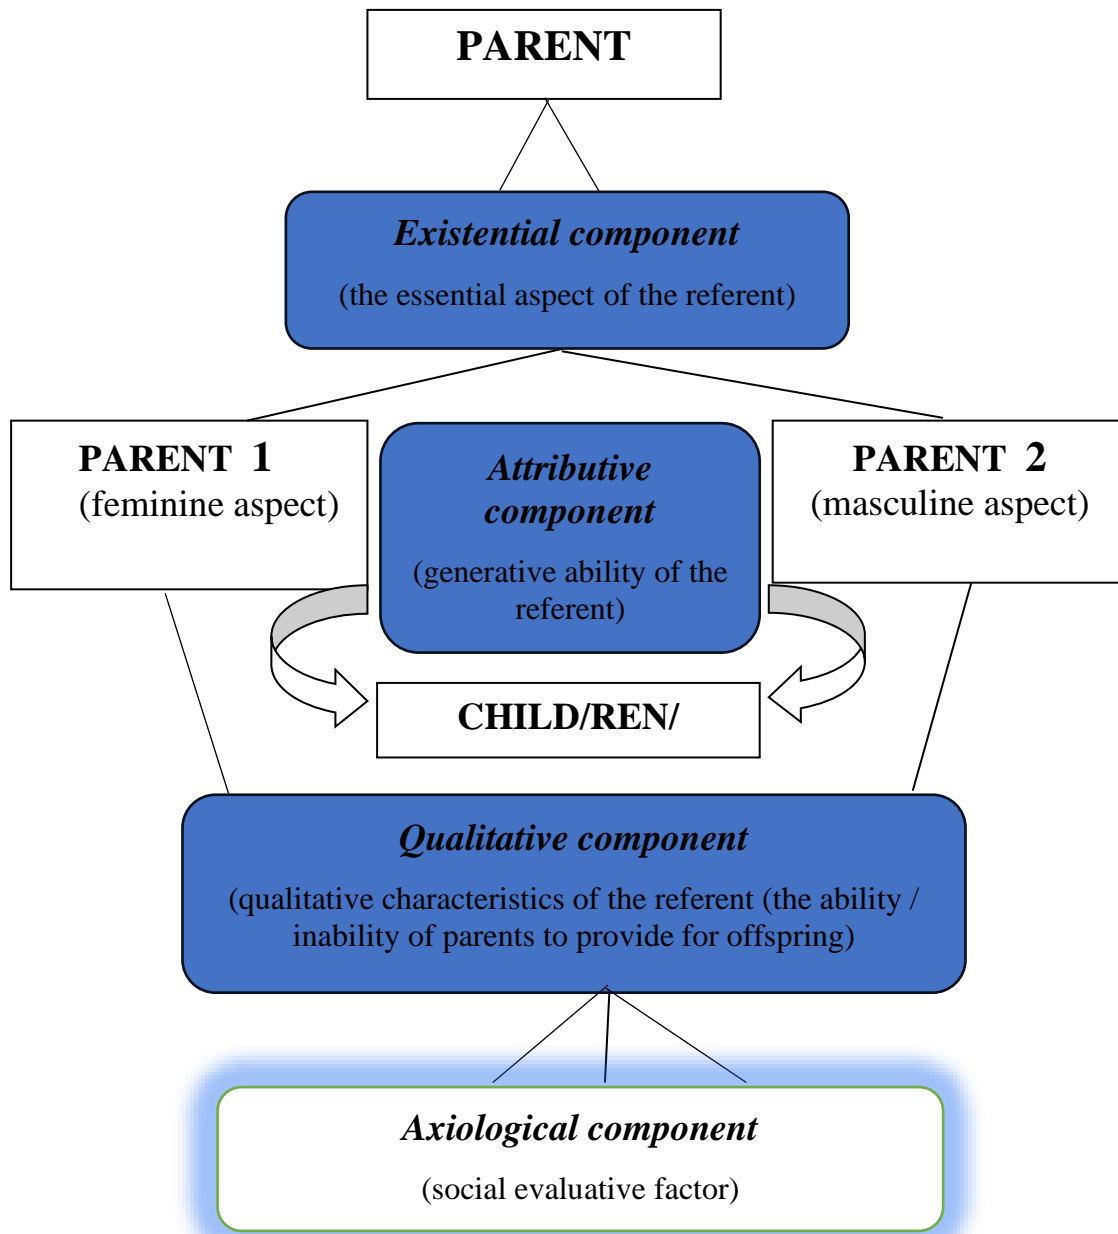 PARENT
Existential component
(the essential aspect of the referent)
PARENT 1
(feminine aspect)
Attributive
component
(generative ability of the
referent)
PARENT 2
(masculine aspect)
CHILD/REN/
Qualitative component
(qualitative characteristics of the referent (the ability /
inability of parents to provide for offspring)
Axiological component
(social evaluative factor)